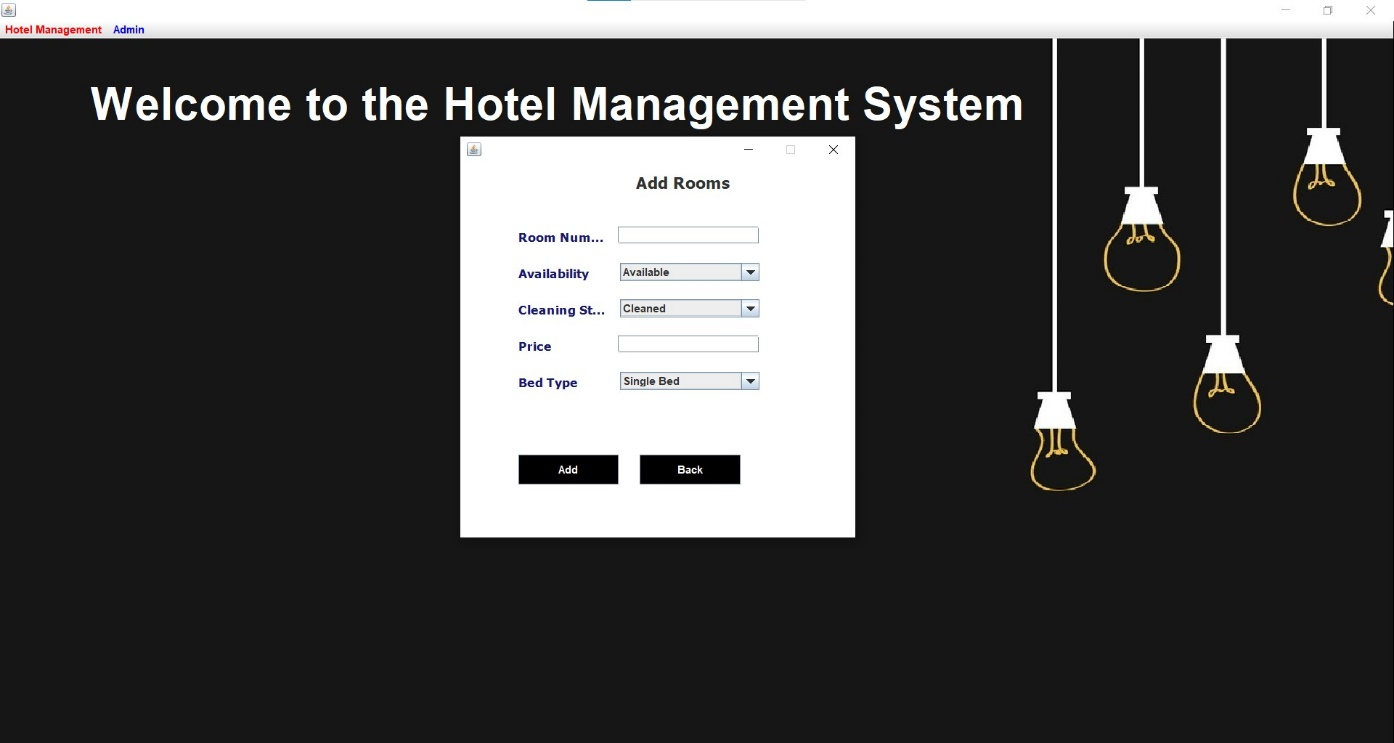 Hotel Management Admin
Welcome to the Hotel Management System
Add Rooms
Room Num...
Availability Available
Cleaning St... Cleaned
Price
Bed Type Single Bed
Add Back